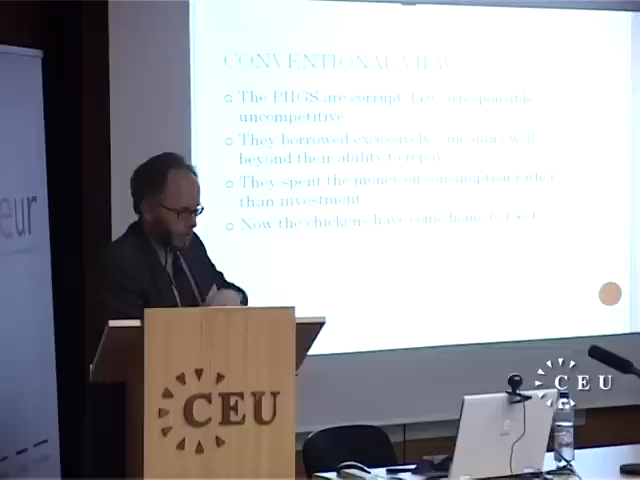 CONVENTIONAL VIEW
The PIIGS are corrupt, lazy, irresponsible,
uncompetitive.
They borrowed excessively, well
beyond their ability to repay.
They spent the money on consumption rather
than investment.
Now the chickens have come home to roost.
eur
CEU
CEU